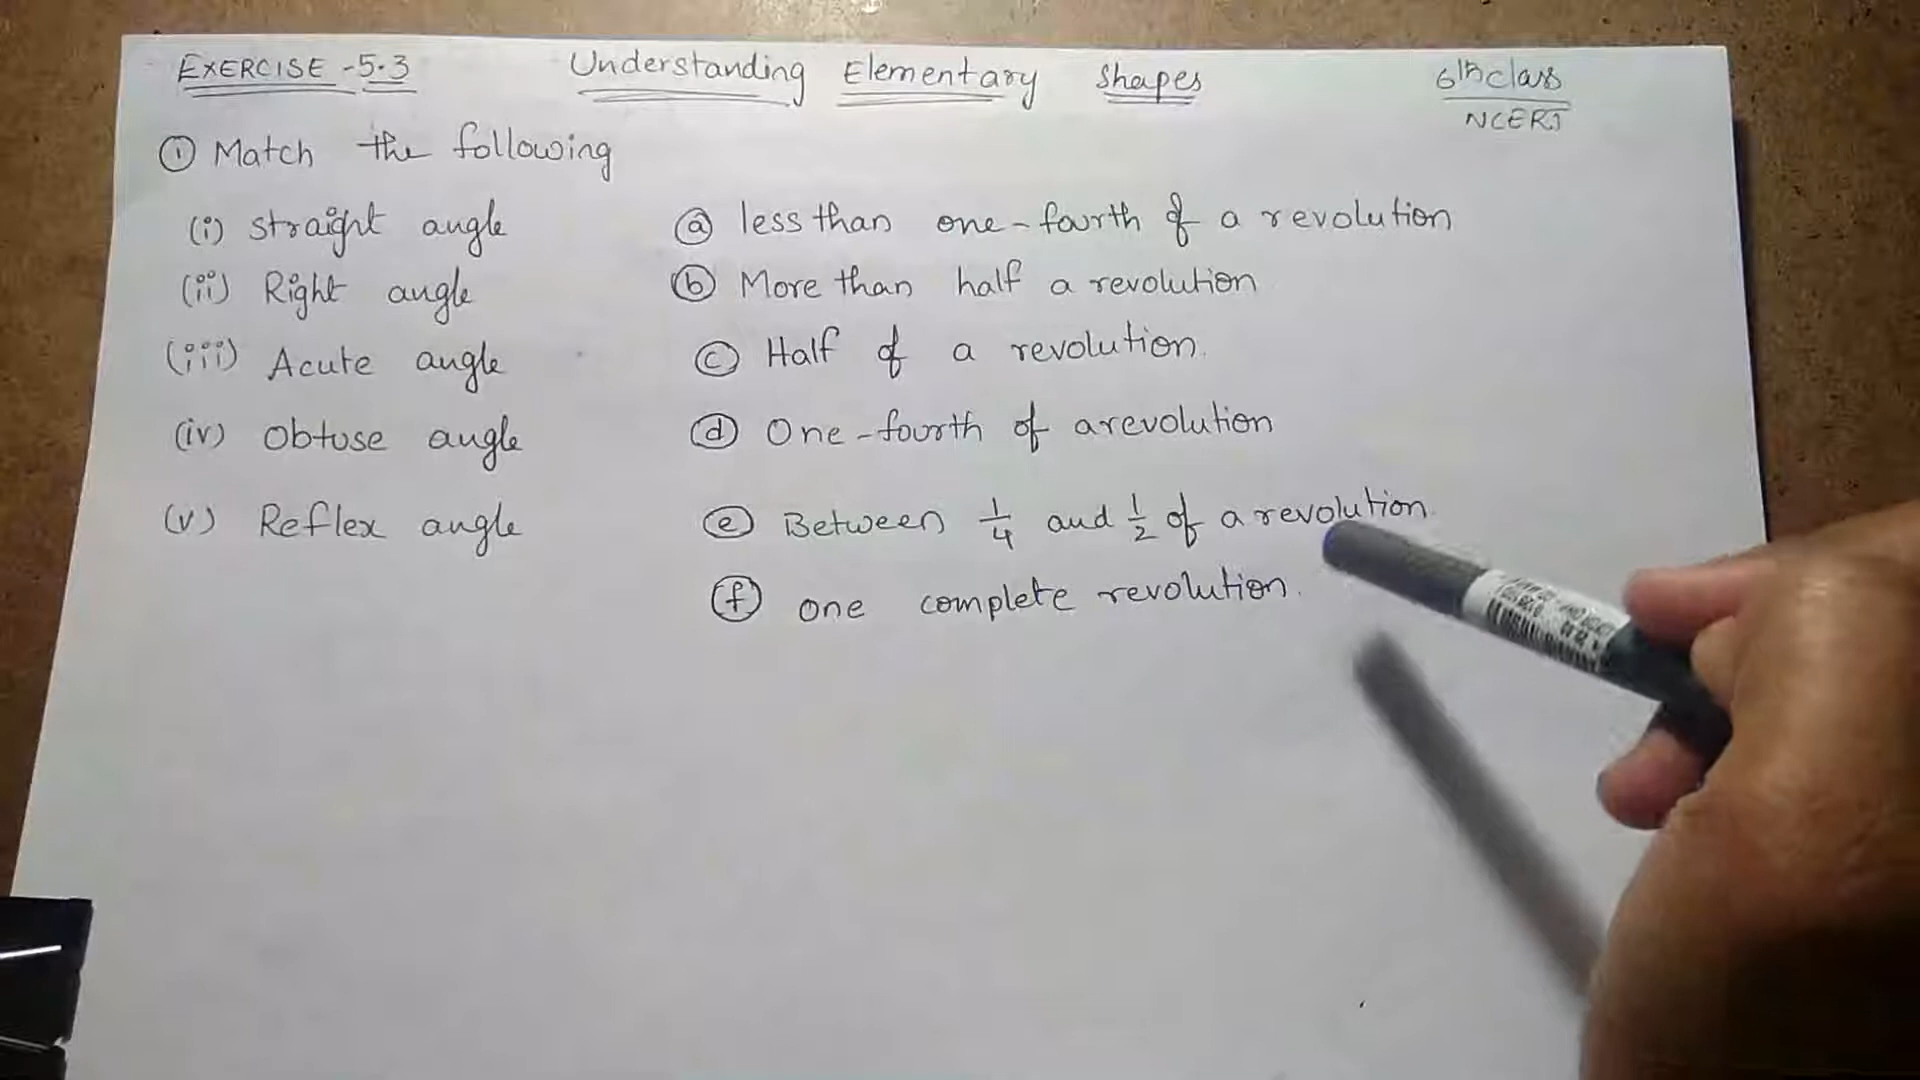 EXERCISE -5.3 Understanding Elementary Shapes 6th class
NCERT
① Match the following
(i) straight angle ⓐ less than one-fourth of a revolution
(ii) Right angle ⓑ More than half a revolution
(iii) Acute angle ⓒ Half of a revolution.
(iv) Obtuse angle ⓓ One-fourth of a revolution
(v) Reflex angle ⓔ Between 1/4 and 1/2 of a revolution.
ⓕ one complete revolution.